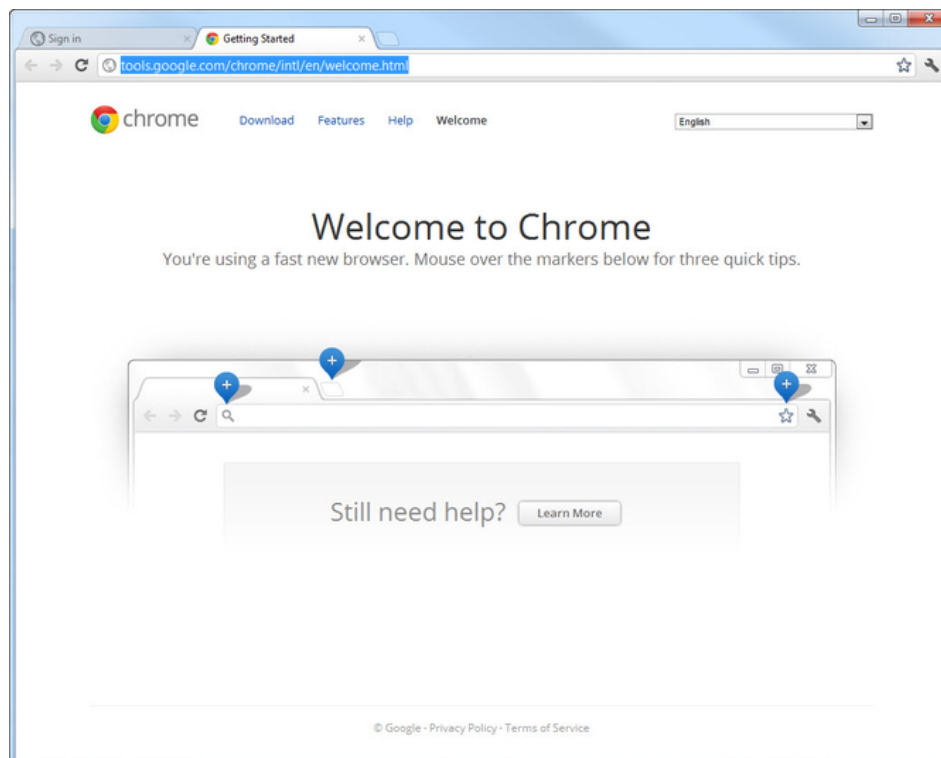 Sign in
Getting Started
tools.google.com/chrome/intl/en/welcome.html
chrome
Download Features Help Welcome
English
Welcome to Chrome
You're using a fast new browser. Mouse over the markers below for three quick tips.
Still need help? Learn More
© Google - Privacy Policy - Terms of Service